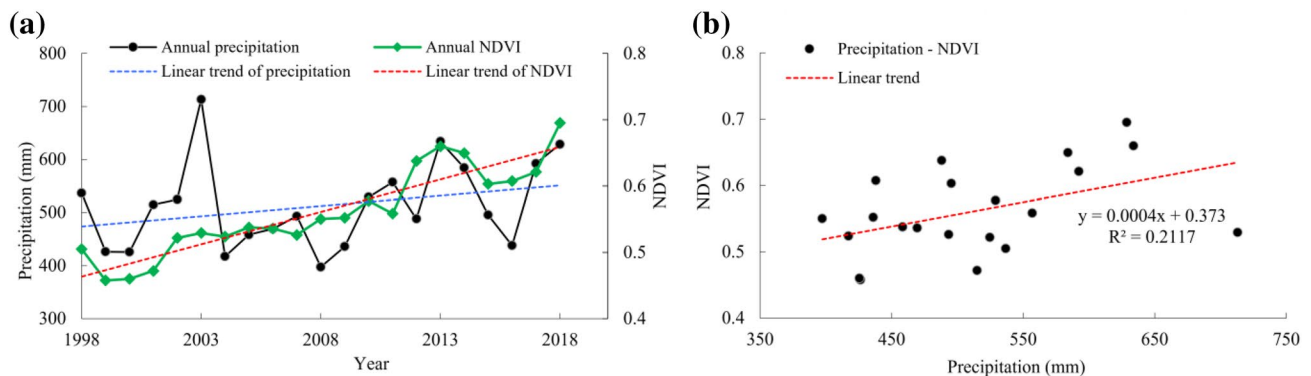 (a)
Annual precipitation
Annual NDVI
Linear trend of precipitation
Linear trend of NDVI
Precipitation (mm)
800
700
600
500
400
300
0.8
0.7
0.6
0.5
0.4
NDVI
1998
2003
2008
2013
2018
Year
(b)
Precipitation - NDVI
Linear trend
NDVI
0.8
0.7
0.6
0.5
0.4
y = 0.0004x + 0.373
R² = 0.2117
350
450
550
650
750
Precipitation (mm)